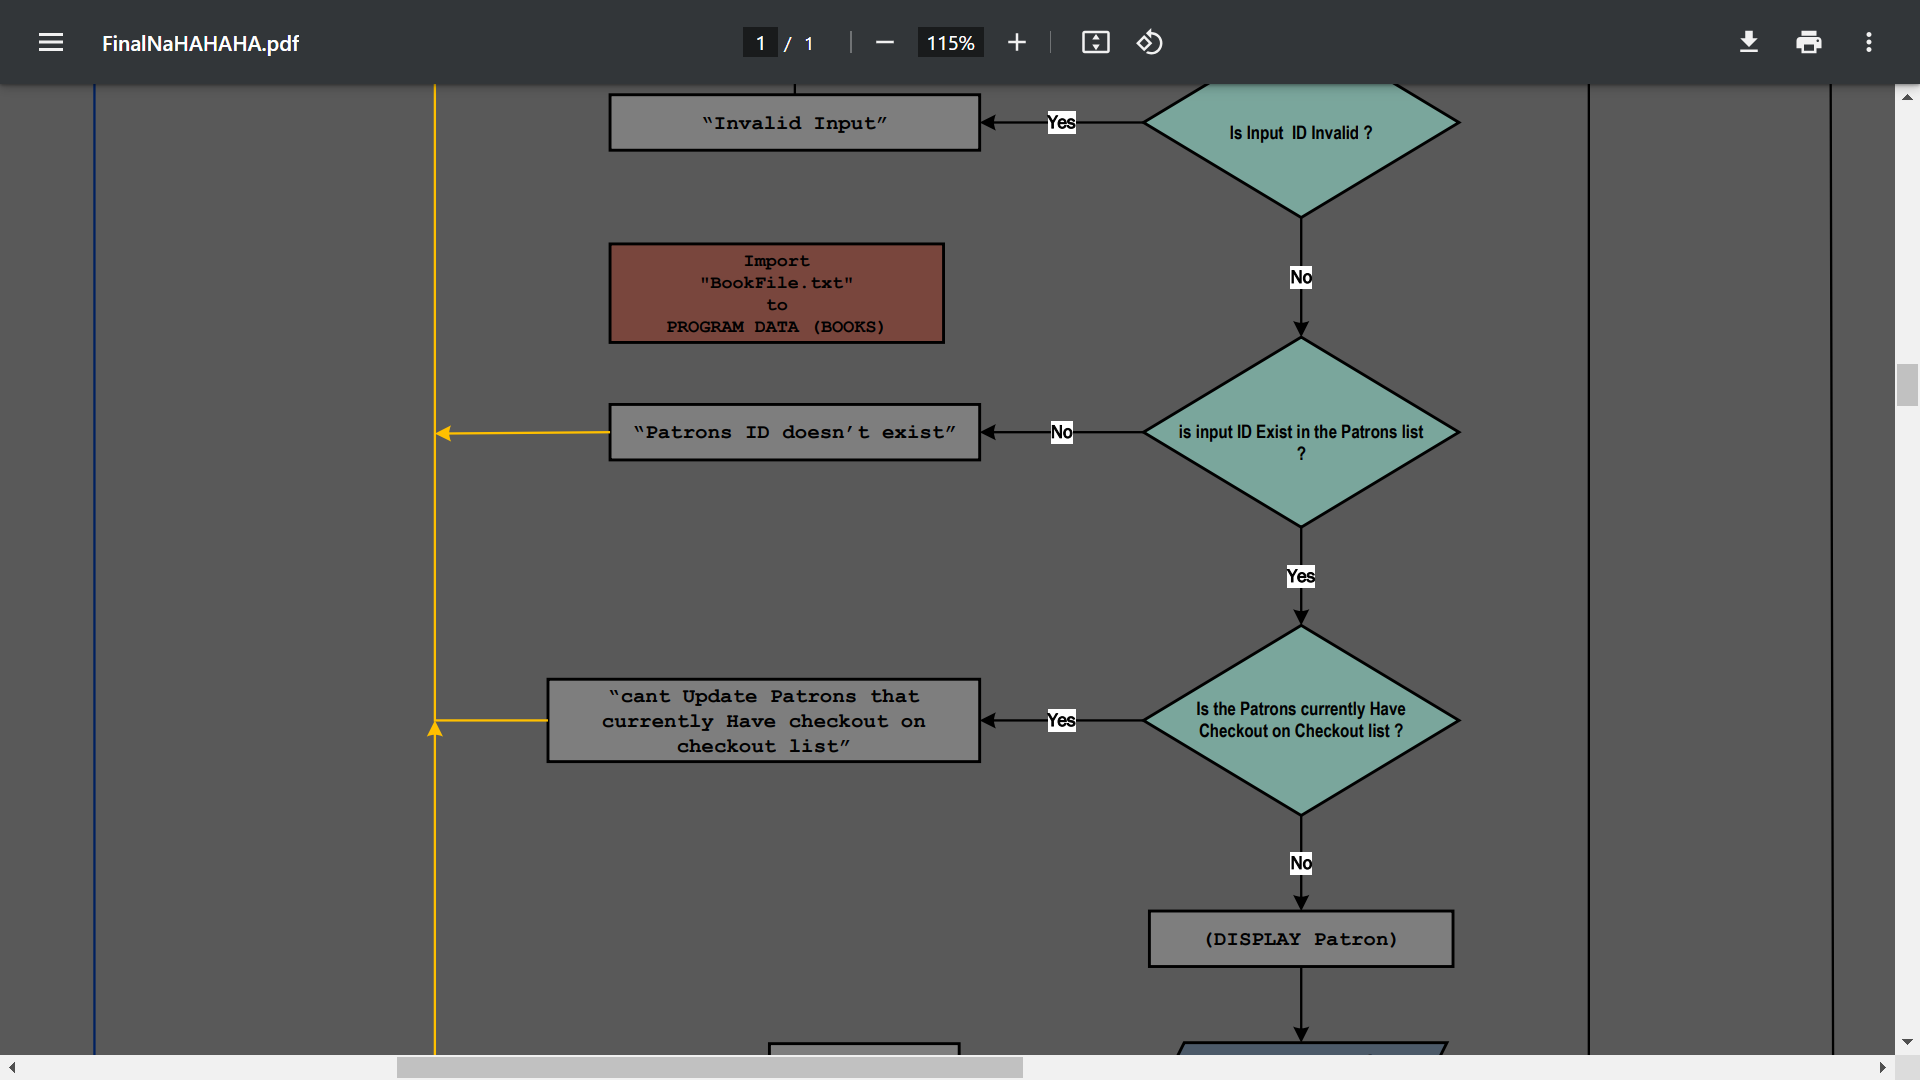 FinalNaHAHAHA.pdf
1 / 1
115%
“Invalid Input”
Yes
Is Input ID Invalid ?
No
Import
"BookFile.txt"
to
PROGRAM DATA (BOOKS)
“Patrons ID doesn’t exist”
No
is input ID Exist in the Patrons list
?
Yes
“cant Update Patrons that
currently Have checkout on
checkout list”
Yes
Is the Patrons currently Have
Checkout on Checkout list ?
No
(DISPLAY Patron)